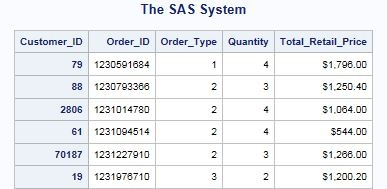 The SAS System
Customer_ID Order_ID Order_Type Quantity Total_Retail_Price
79 1230591684 1 4 $1,796.00
88 1230793366 2 3 $1,250.40
2806 1231014780 2 4 $1,064.00
61 1231094514 2 4 $544.00
70187 1231227910 2 3 $1,266.00
19 1231976710 3 2 $1,200.20